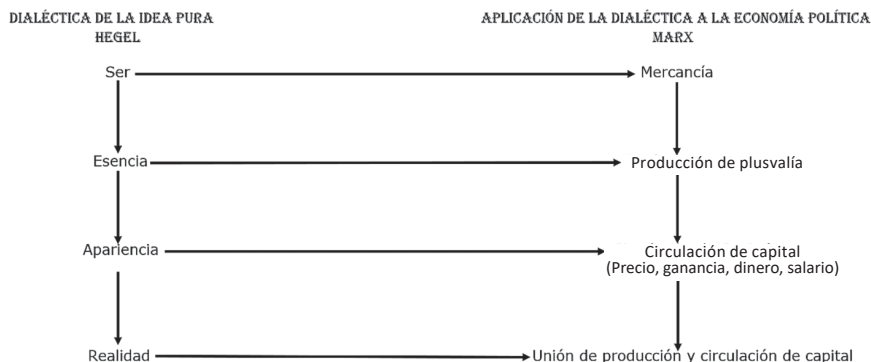 DIALÉCTICA DE LA IDEA PURA
HEGEL
APLICACIÓN DE LA DIALÉCTICA A LA ECONOMÍA POLÍTICA
MARX
Ser
Mercancía
Esencia
Producción de plusvalía
Apariencia
Circulación de capital
(Precio, ganancia, dinero, salario)
Realidad
Unión de producción y circulación de capital